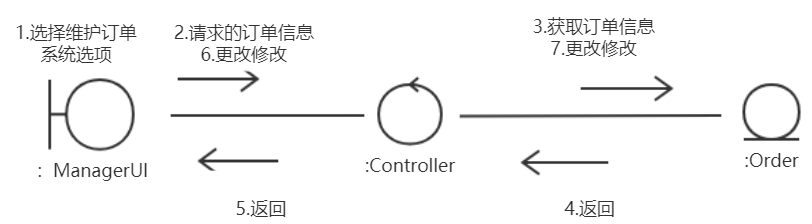 1.选择维护订单
系统选项
2.请求的订单信息
6.更改修改
3.获取订单信息
7.更改修改
：ManagerUI
:Controller
:Order
5.返回
4.返回